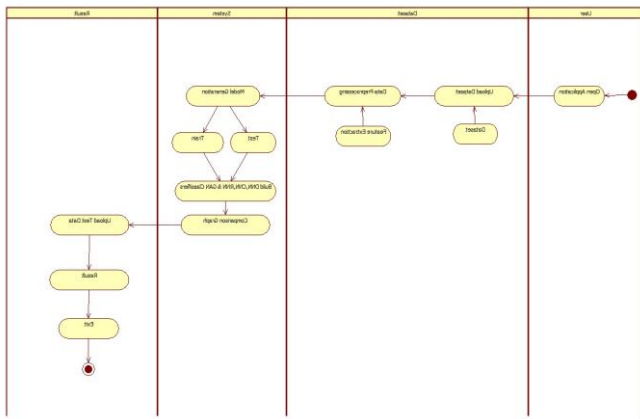 User
Dataset
System
Result
Open Application
Upload Dataset
Data Preprocessing
Model Generation
Dataset
Feature Extraction
Test
Train
Build DNN,CNN,RNN & GAN Classifiers
Comparison Graph
Upload Test Data
Result
Exit